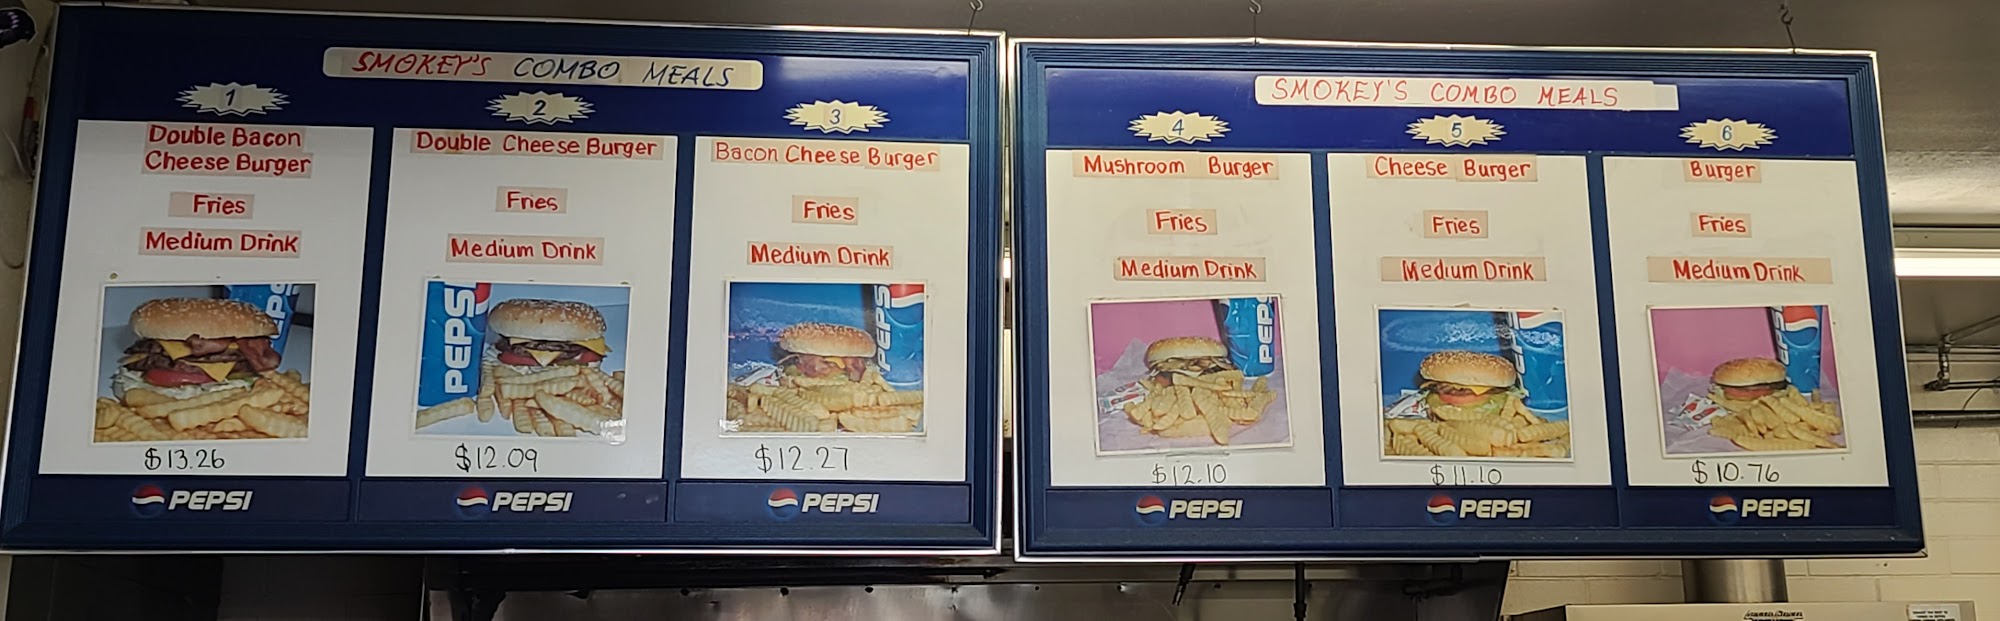 SMOKEY'S COMBO MEALS
1
Double Bacon
Cheese Burger
Fries
Medium Drink
PEPS
$13.26
PEPSI
2
Double Cheese Burger
Fries
Medium Drink
PEPSI
$12.09
PEPSI
3
Bacon Cheese Burger
Fries
Medium Drink
PEPS
$12.27
PEPSI
SMOKEY'S COMBO MEALS
4
Mushroom Burger
Fries
Medium Drink
PEPS
$12.10
PEPSI
5
Cheese Burger
Fries
Medium Drink
$11.10
PEPSI
6
Burger
Fries
Medium Drink
$10.76
PEPSI